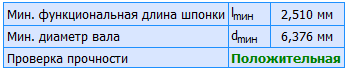 Мин. функциональная длина шпонки lмин 2,510 мм
Мин. диаметр вала dмин 6,376 мм
Проверка прочности Положительная